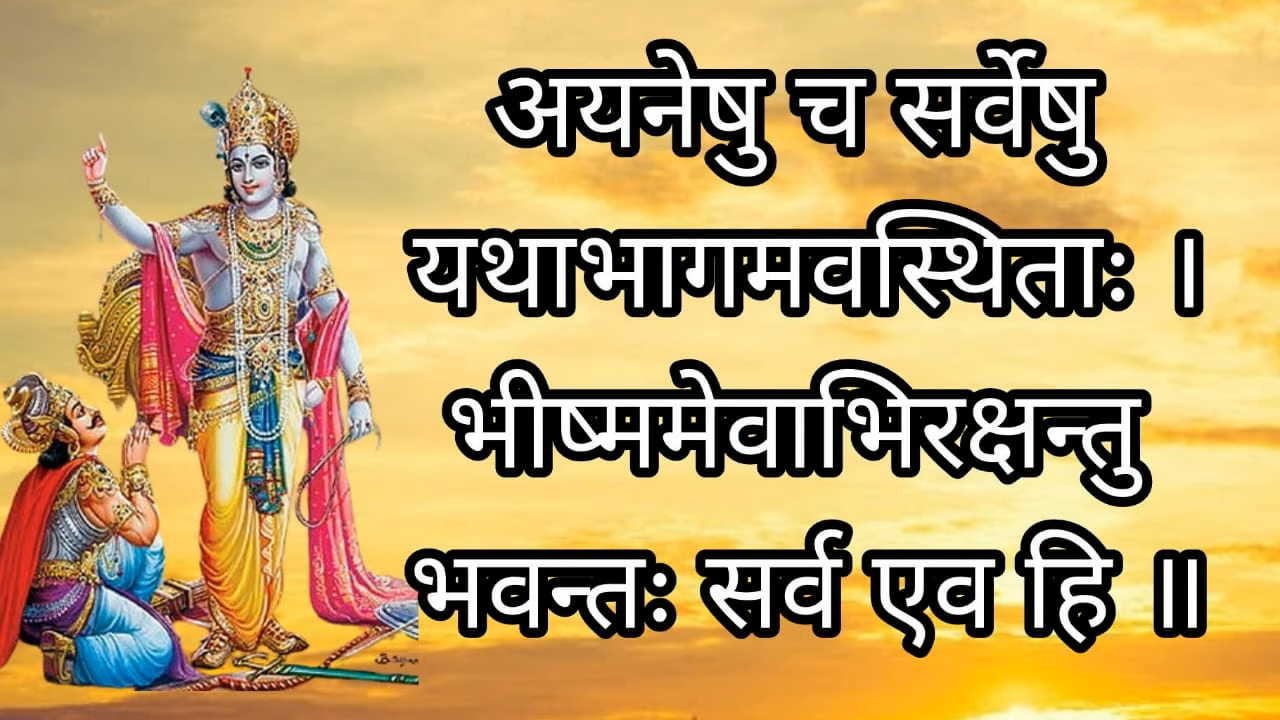 अयनेषु च सर्वेषु
यथाभागमवस्थिताः ।
भीष्ममेवाभिरक्षन्तु
भवन्तः सर्व एव हि ॥